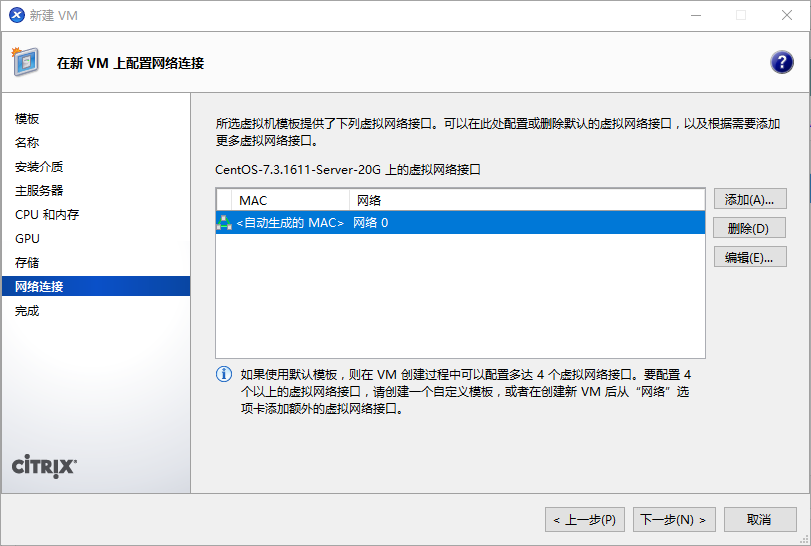 新建 VM
在新 VM 上配置网络连接
?
模板
名称
安装介质
主服务器
CPU 和内存
GPU
存储
网络连接
完成
CİTRIX
所选虚拟机模板提供了下列虚拟网络接口。可以在此处配置或删除默认的虚拟网络接口，以及根据需要添加
更多虚拟网络接口。
CentOS-7.3.1611-Server-20G 上的虚拟网络接口
MAC 网络
<自动生成的 MAC> 网络 0
添加(A)...
删除(D)
编辑(E)...
如果使用默认模板，则在 VM 创建过程中可以配置多达 4 个虚拟网络接口。要配置 4
个以上的虚拟网络接口，请创建一个自定义模板，或者在创建新 VM 后从“网络”选
项卡添加额外的虚拟网络接口。
< 上一步(P) 下一步(N) > 取消